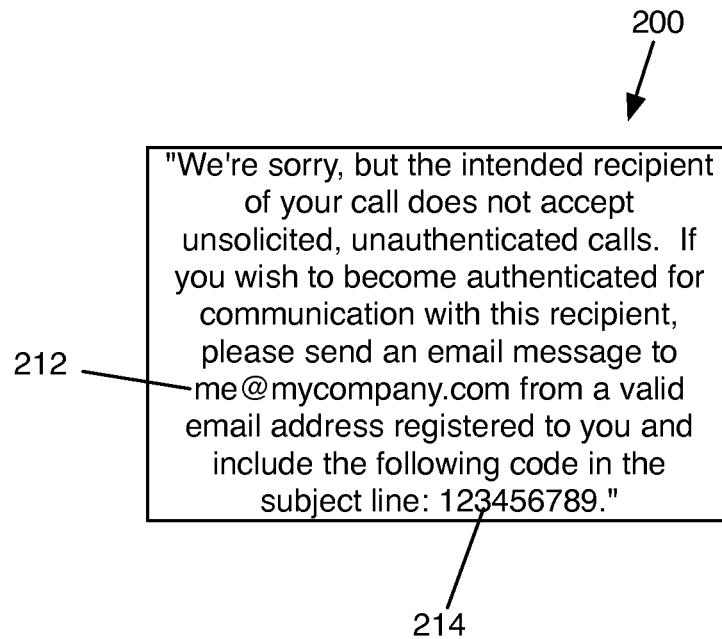 200
"We're sorry, but the intended recipient
of your call does not accept
unsolicited, unauthenticated calls.  If
you wish to become authenticated for
communication with this recipient,
please send an email message to
212
me@mycompany.com from a valid
email address registered to you and
include the following code in the
subject line: 123456789."
214